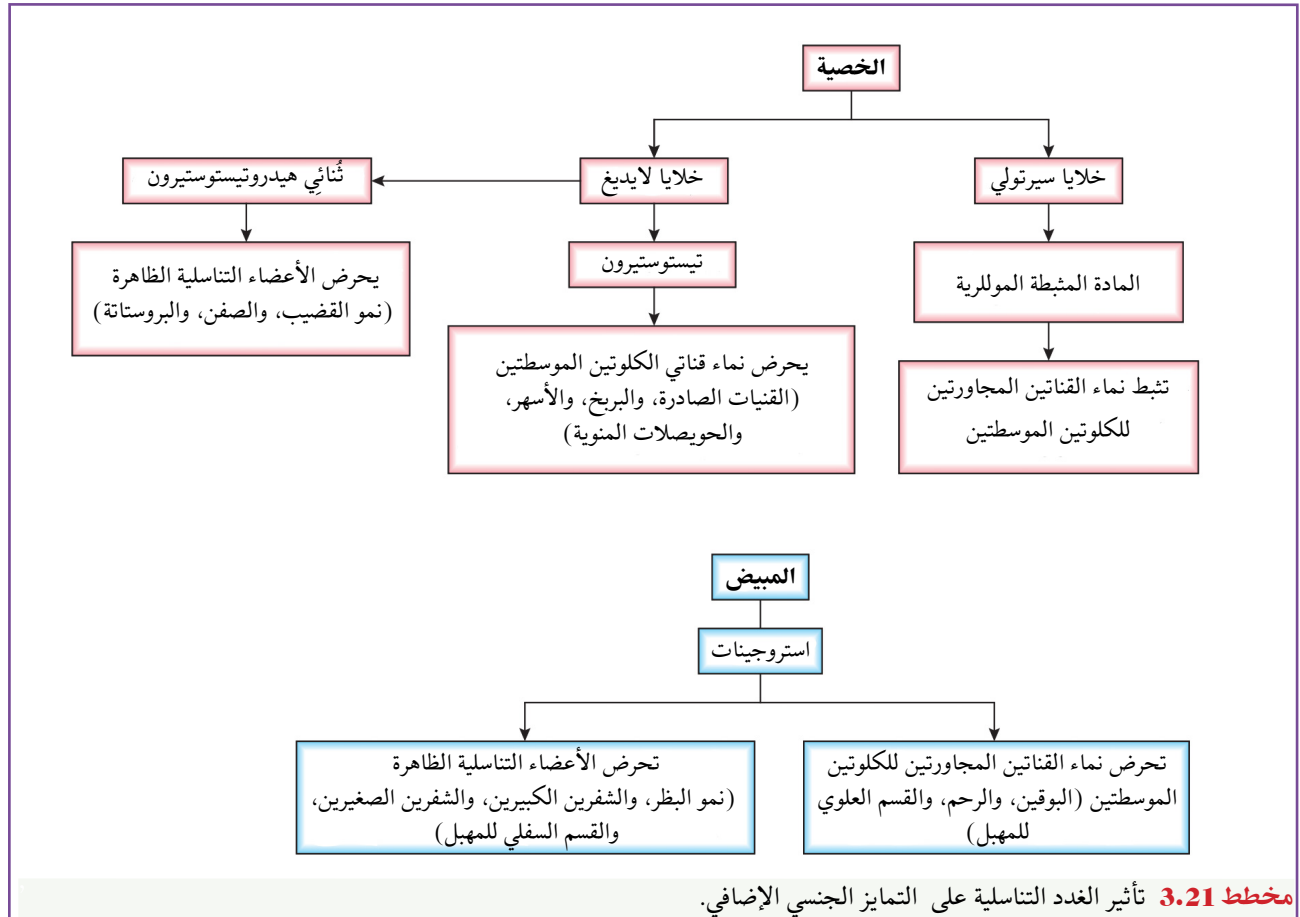 الخصية
خلايا سيرتولي
خلايا لايديغ
ثُنائِي هيدروتيستوستيرون
المادة المثبطة الموللرية
تيستوستيرون
يحرض الأعضاء التناسلية الظاهرة
(نمو القضيب، والصفن، والبروستاتة)
تثبط نماء القناتين المجاورتين
للكلوتين الموسطتين
يحرض نماء قناتي الكلوتين الموسطتين
(القنيات الصادرة، والبربخ، والأسهر،
والحويصلات المنوية)
المبيض
استروجينات
تحرض نماء القناتين المجاورتين للكلوتين
الموسطتين (البوقين، والرحم، والقسم العلوي
للمهبل)
تحرض الأعضاء التناسلية الظاهرة
(نمو البظر، والشفرين الكبيرين، والشفرين الصغيرين،
والقسم السفلي للمهبل)
مخطط 3.21 تأثير الغدد التناسلية على التمايز الجنسي الإضافي.